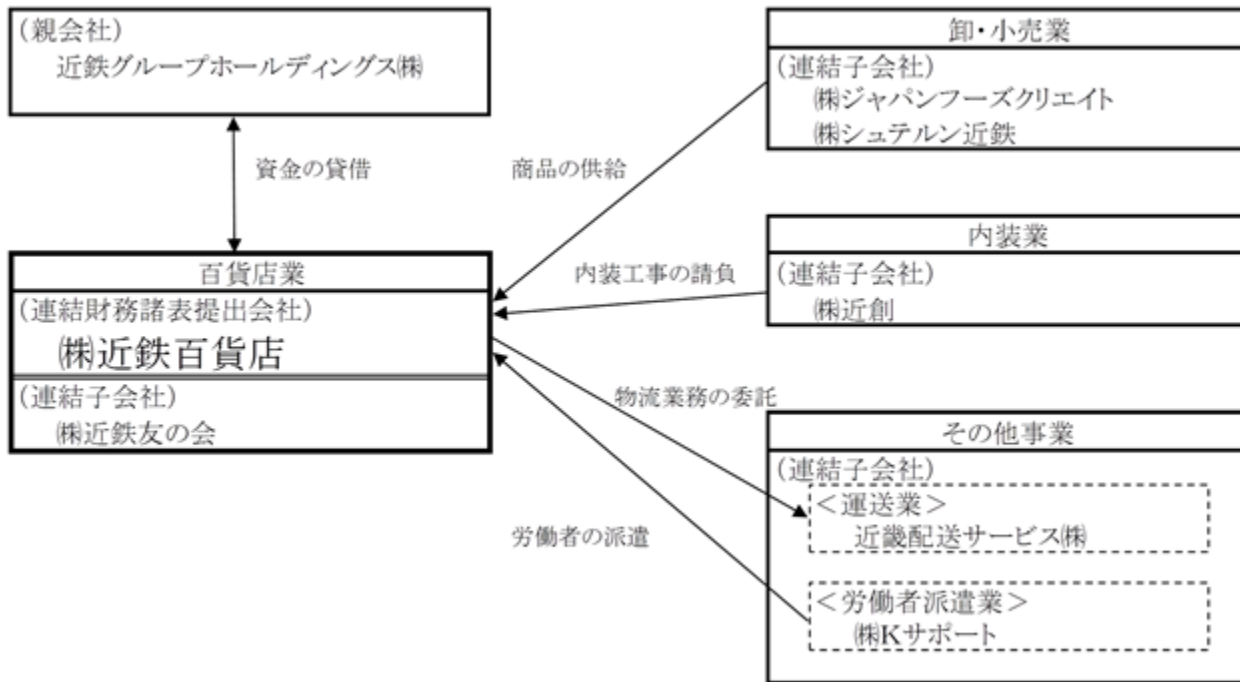 (親会社)
近鉄グループホールディングス㈱
資金の貸借
百貨店業
(連結財務諸表提出会社)
㈱近鉄百貨店
(連結子会社)
㈱近鉄友の会
商品の供給
内装工事の請負
物流業務の委託
労働者の派遣
卸・小売業
(連結子会社)
㈱ジャパンフーズクリエイト
㈱シュテルン近鉄
内装業
(連結子会社)
㈱近創
その他事業
(連結子会社)
<運送業>
近畿配送サービス㈱
<労働者派遣業>
㈱Kサポート